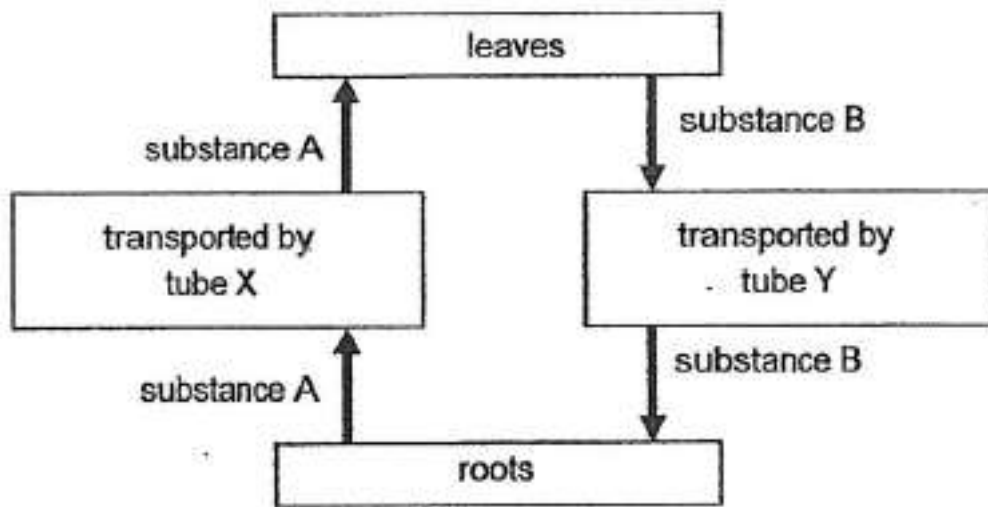 leaves
substance A
substance B
transported by
tube X
transported by
tube Y
substance A
substance B
roots